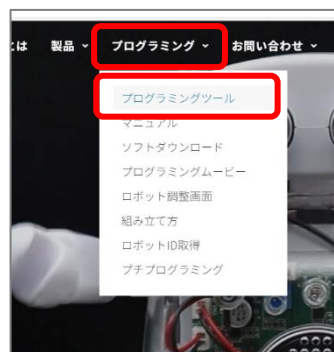 とは 製品 プログラミング お問い合わせ
プログラミングツール
マニュアル
ソフトダウンロード
プログラミングムービー
ロボット調整画面
組み立て方
ロボットID取得
プチプログラミング